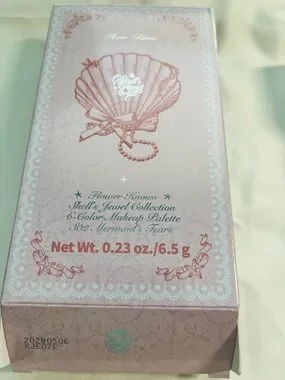 Flower Knows
Shell's Jewel Collection
6-Color Makeup Palette
S02 Mermaid's Tears
Net Wt. 0.23 oz./6.5 g
20280506